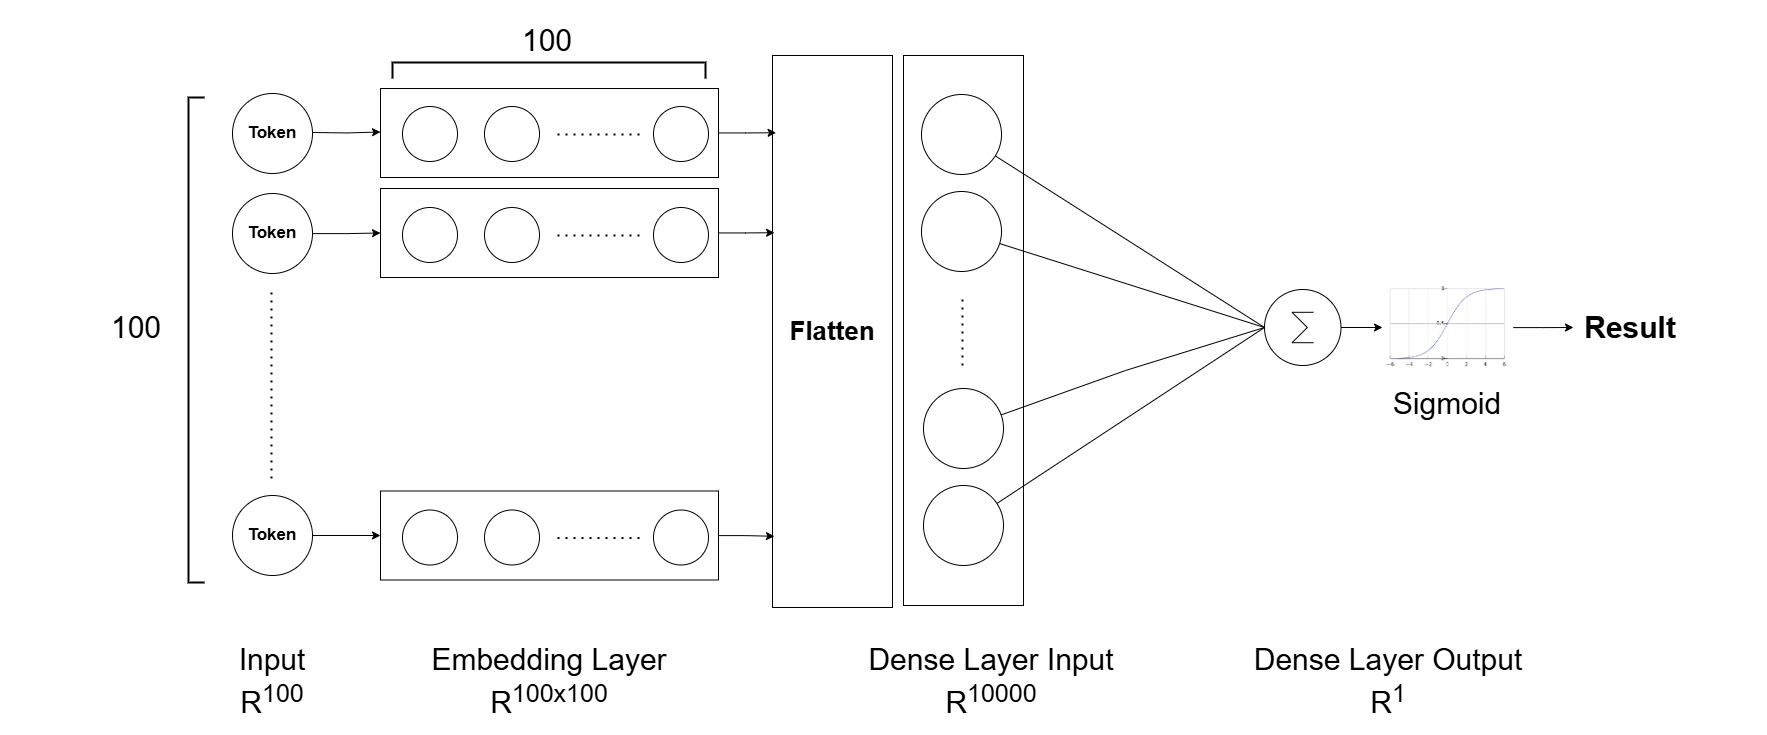 100
100
Token
Token
Token
Flatten
Σ
Result
Sigmoid
Input
R^100
Embedding Layer
R^100x100
Dense Layer Input
R^10000
Dense Layer Output
R^1